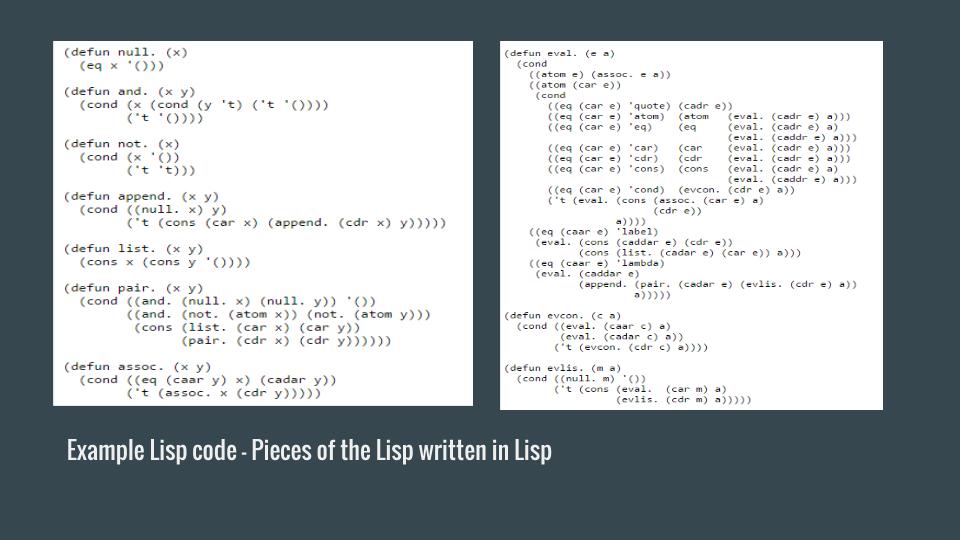 (defun null. (x)
  (eq x '()))

(defun and. (x y)
  (cond (x (cond (y 't) ('t '())))
        ('t '())))

(defun not. (x)
  (cond (x '())
        ('t 't)))

(defun append. (x y)
  (cond ((null. x) y)
        ('t (cons (car x) (append. (cdr x) y)))))

(defun list. (x y)
  (cons x (cons y '())))

(defun pair. (x y)
  (cond ((and. (null. x) (null. y)) '())
        ((and. (not. (atom x)) (not. (atom y)))
         (cons (list. (car x) (car y))
               (pair. (cdr x) (cdr y))))))

(defun assoc. (x y)
  (cond ((eq (caar y) x) (cadar y))
        ('t (assoc. x (cdr y)))))

(defun eval. (e a)
  (cond
    ((atom e) (assoc. e a))
    ((atom (car e))
     (cond
       ((eq (car e) 'quote) (cadr e))
       ((eq (car e) 'atom)  (atom   (eval. (cadr e) a)))
       ((eq (car e) 'eq)    (eq     (eval. (cadr e) a)
                                    (eval. (caddr e) a)))
       ((eq (car e) 'car)   (car    (eval. (cadr e) a)))
       ((eq (car e) 'cdr)   (cdr    (eval. (cadr e) a)))
       ((eq (car e) 'cons)  (cons   (eval. (cadr e) a)
                                    (eval. (caddr e) a)))
       ((eq (car e) 'cond)  (evcon. (cdr e) a))
       ('t (eval. (cons (assoc. (car e) a)
                        (cdr e))
                  a))))
    ((eq (caar e) 'label)
     (eval. (cons (caddar e) (cdr e))
            (cons (list. (cadar e) (car e)) a)))
    ((eq (caar e) 'lambda)
     (eval. (caddar e)
            (append. (pair. (cadar e) (evlis. (cdr e) a))
                     a)))))

(defun evcon. (c a)
  (cond ((eval. (caar c) a)
         (eval. (cadar c) a))
        ('t (evcon. (cdr c) a))))

(defun evlis. (m a)
  (cond ((null. m) '())
        ('t (cons (eval.  (car m) a)
                  (evlis. (cdr m) a)))))

Example Lisp code - Pieces of the Lisp written in Lisp